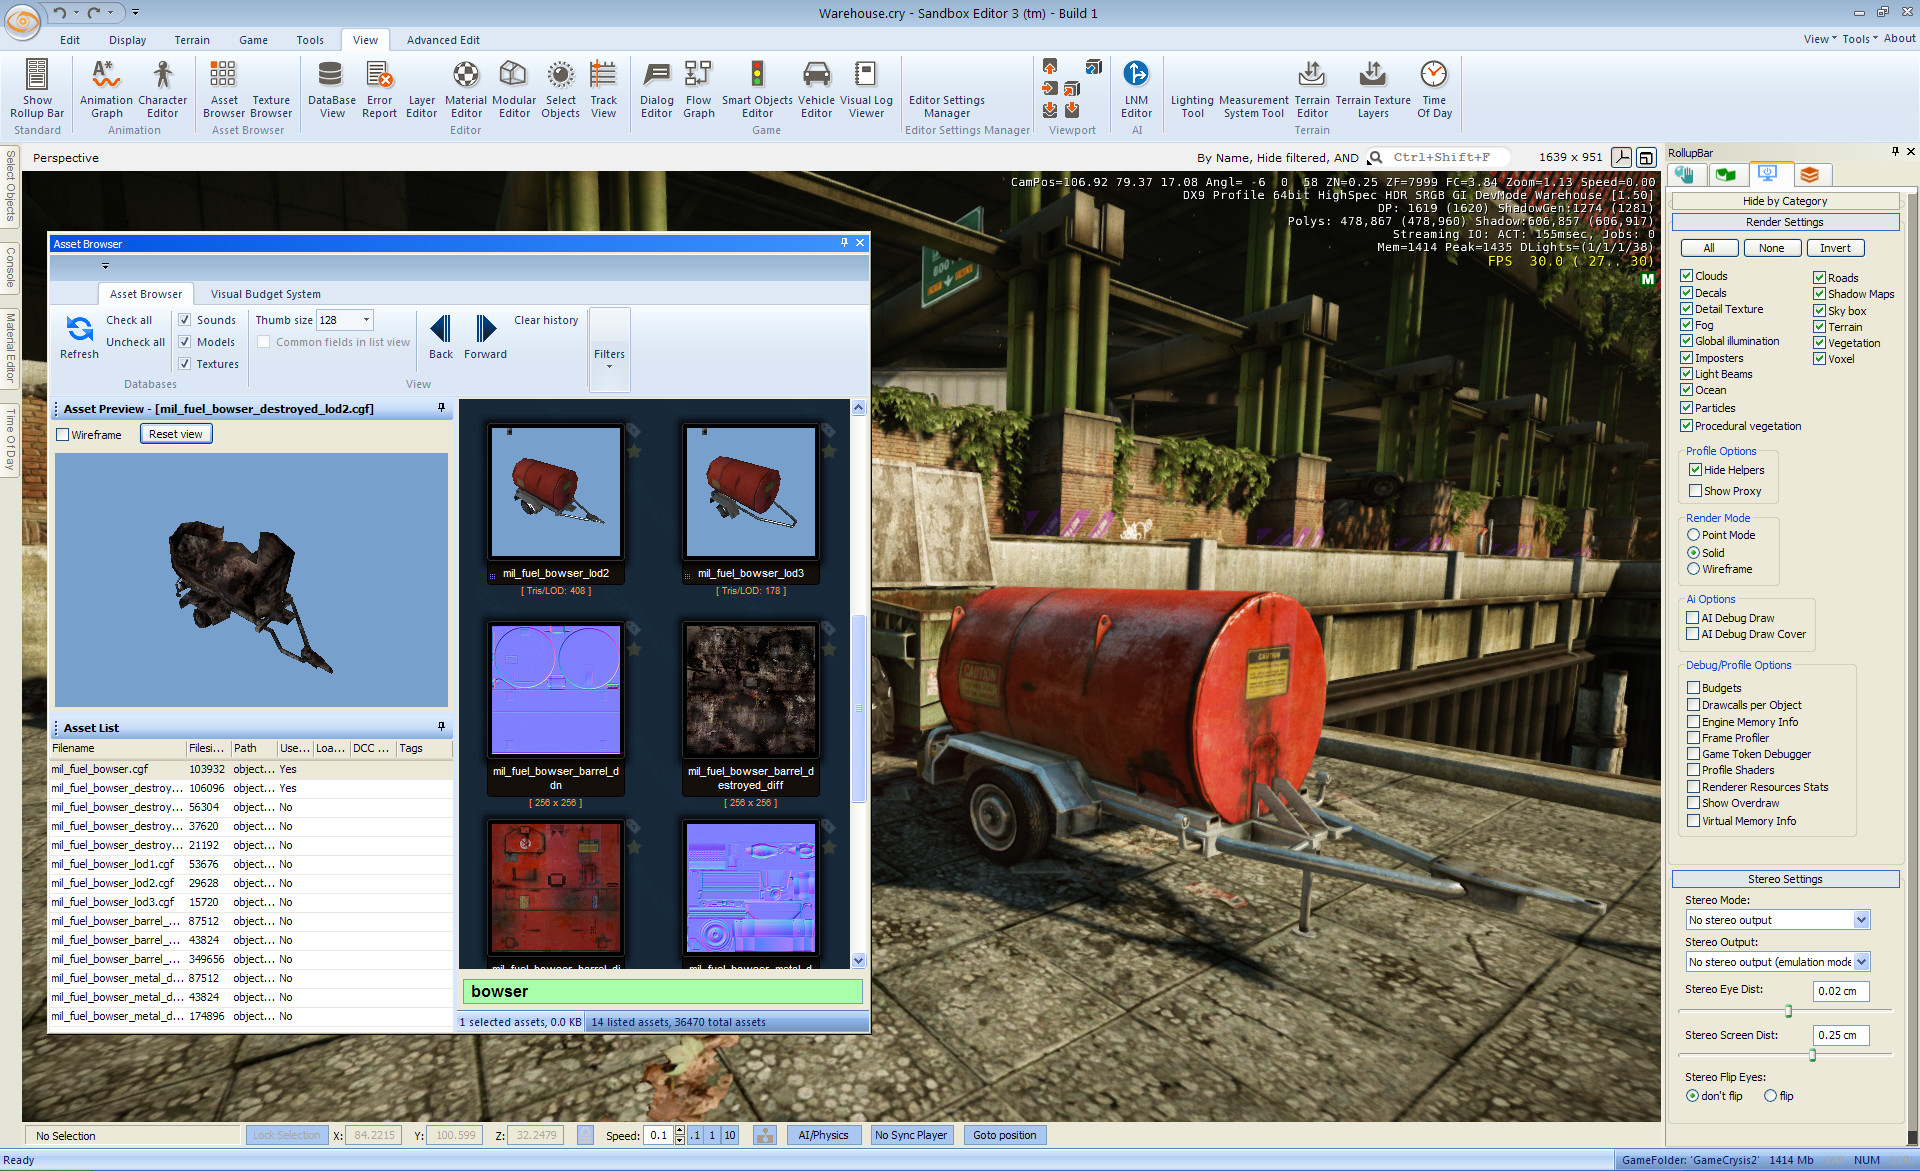 Warehouse.cry - Sandbox Editor 3 (tm) - Build 1
Edit Display Terrain Game Tools View Advanced Edit
View Tools About
Show Rollup Bar
Standard
Animation Graph
Character Editor
Animation
Asset Browser
Texture Browser
Asset Browser
DataBase View
Error Report
Layer Editor
Material Editor
Modular Editor
Select Objects
Track View
Editor
Dialog Editor
Flow Graph
Smart Objects Editor
Vehicle Editor
Visual Log Viewer
Game
Editor Settings Manager
Editor Settings Manager
Viewport
LNM Editor
AI
Lighting Tool
Measurement System Tool
Terrain Editor
Terrain Texture Layers
Time Of Day
Terrain
Select Objects
Console
Material Editor
Time Of Day
Perspective
By Name, Hide filtered, AND
Ctrl+Shift+F
1639 x 951
CamPos=106.92 79.37 17.08 Angl= -6 0 58 ZN=0.25 ZF=7999 FC=3.84 Zoom=1.13 Speed=0.00
DX9 Profile 64bit HighSpec HDR SRGB GI DevMode Warehouse [1.50]
DP: 1619 (1620) ShadowGen:1274 (1281)
Polys: 478,867 (478,960) Shadow:606,857 (606,917)
Streaming IO: ACT: 155msec, Jobs: 0
Mem=1414 Peak=1435 DLights=(1/1/1/38)
FPS 30.0 ( 27.. 30)
M
Asset Browser
Asset Browser Visual Budget System
Refresh
Check all
Uncheck all
Sounds
Models
Textures
Databases
Thumb size 128
Common fields in list view
View
Back
Forward
Clear history
Filters
Asset Preview - [mil_fuel_bowser_destroyed_lod2.cgf]
Wireframe
Reset view
Asset List
Filename Filesi... Path Use... Loa... DCC ... Tags
mil_fuel_bowser.cgf 103932 object... Yes
mil_fuel_bowser_destroy... 106096 object... Yes
mil_fuel_bowser_destroy... 56304 object... No
mil_fuel_bowser_destroy... 37620 object... No
mil_fuel_bowser_destroy... 21192 object... No
mil_fuel_bowser_lod1.cgf 53676 object... No
mil_fuel_bowser_lod2.cgf 29628 object... No
mil_fuel_bowser_lod3.cgf 15720 object... No
mil_fuel_bowser_barrel_... 87512 object... No
mil_fuel_bowser_barrel_... 43824 object... No
mil_fuel_bowser_barrel_... 349656 object... No
mil_fuel_bowser_metal_d... 87512 object... No
mil_fuel_bowser_metal_d... 43824 object... No
mil_fuel_bowser_metal_d... 174896 object... No
mil_fuel_bowser_lod2
[ Tris/LOD: 408 ]
mil_fuel_bowser_lod3
[ Tris/LOD: 178 ]
mil_fuel_bowser_barrel_d
dn
[ 256 x 256 ]
mil_fuel_bowser_barrel_d
estroyed_diff
[ 256 x 256 ]
mil_fuel_bowser_barrel_di
mil_fuel_bowser_metal_d
bowser
1 selected assets, 0.0 KB
14 listed assets, 36470 total assets
CAUTION
CAUTION
RollupBar
Hide by Category
Render Settings
All None Invert
Clouds
Decals
Detail Texture
Fog
Global illumination
Imposters
Light Beams
Ocean
Particles
Procedural vegetation
Roads
Shadow Maps
Sky box
Terrain
Vegetation
Voxel
Profile Options
Hide Helpers
Show Proxy
Render Mode
Point Mode
Solid
Wireframe
Ai Options
AI Debug Draw
AI Debug Draw Cover
Debug/Profile Options
Budgets
Drawcalls per Object
Engine Memory Info
Frame Profiler
Game Token Debugger
Profile Shaders
Renderer Resources Stats
Show Overdraw
Virtual Memory Info
Stereo Settings
Stereo Mode:
No stereo output
Stereo Output:
No stereo output (emulation mode
Stereo Eye Dist: 0.02 cm
Stereo Screen Dist: 0.25 cm
Stereo Flip Eyes:
don't flip flip
No Selection
Lock Selection
X: 84.2215 Y: 100.599 Z: 32.2479
Speed: 0.1 .1 1 10
AI/Physics No Sync Player Goto position
Ready
GameFolder: 'GameCrysis2' 1414 Mb NUM